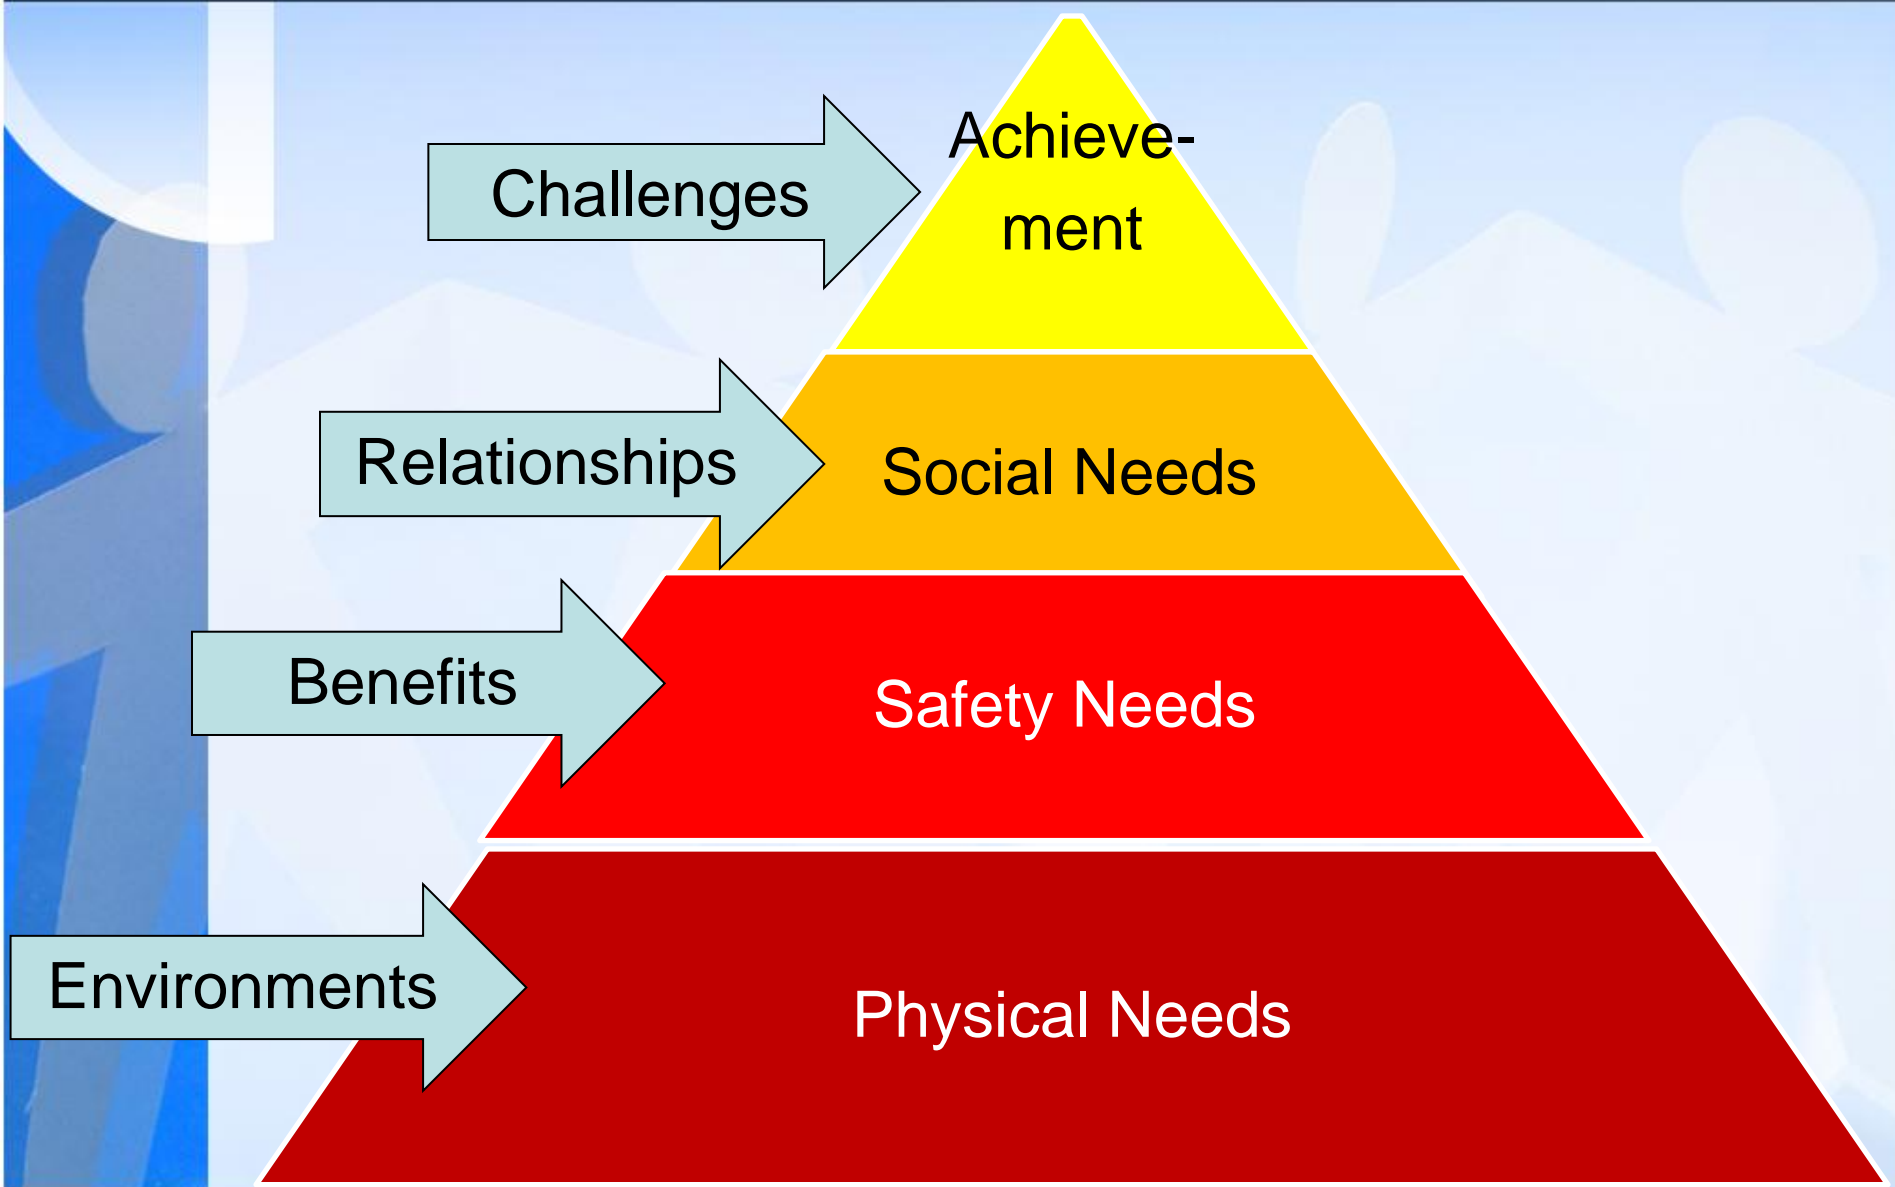 Achieve-
ment
Challenges
Relationships
Social Needs
Benefits
Safety Needs
Environments
Physical Needs